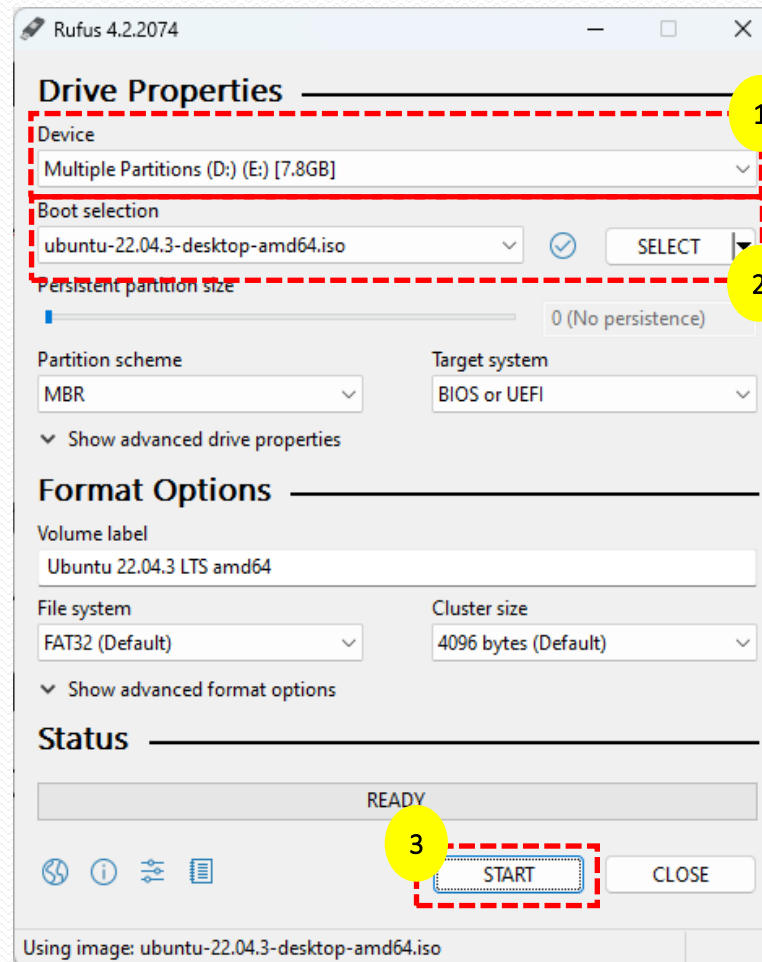 Rufus 4.2.2074
Drive Properties
1
Device
Multiple Partitions (D:) (E:) [7.8GB]
Boot selection
ubuntu-22.04.3-desktop-amd64.iso SELECT
2
Persistent partition size
0 (No persistence)
Partition scheme Target system
MBR BIOS or UEFI
Show advanced drive properties
Format Options
Volume label
Ubuntu 22.04.3 LTS amd64
File system Cluster size
FAT32 (Default) 4096 bytes (Default)
Show advanced format options
Status
READY
3
START CLOSE
Using image: ubuntu-22.04.3-desktop-amd64.iso